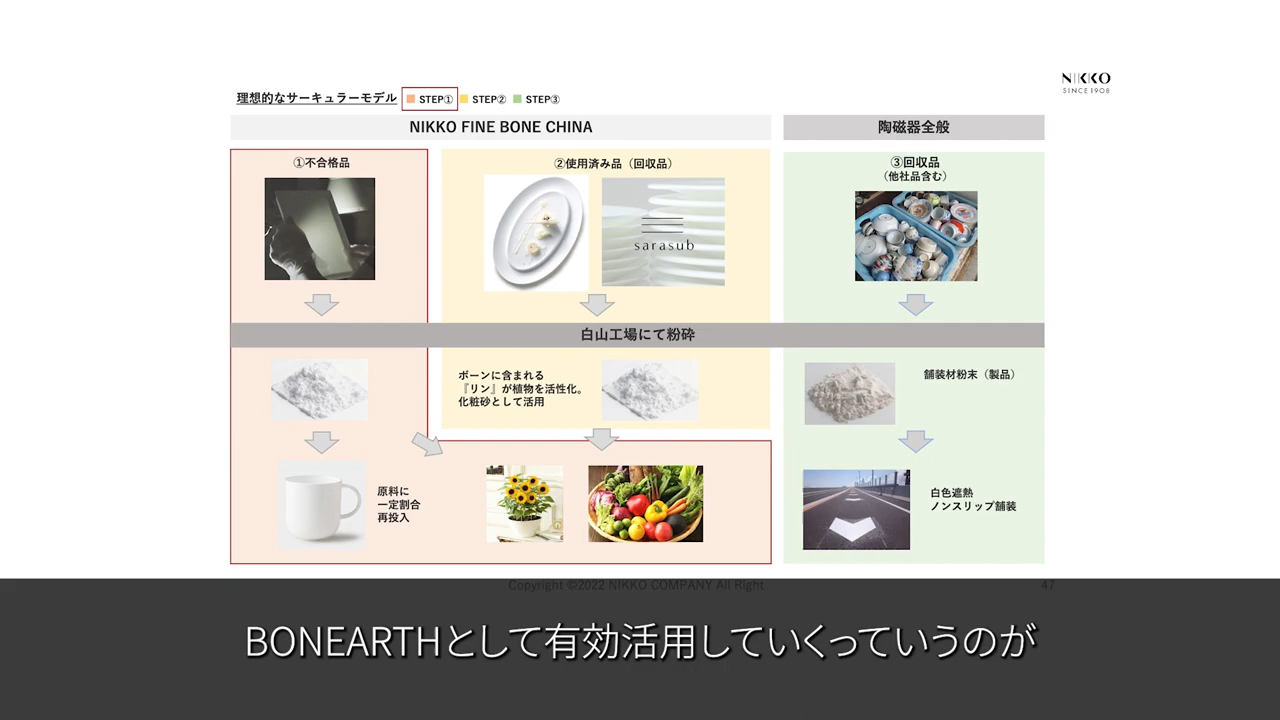 NIKKO
SINCE 1908
理想的なサーキュラーモデル
STEP① STEP② STEP③
NIKKO FINE BONE CHINA
陶磁器全般
①不合格品
②使用済み品（回収品）
③回収品
（他社品含む）
sarasub
白山工場にて粉砕
ボーンに含まれる
『リン』が植物を活性化。
化粧砂として活用
舗装材粉末（製品）
原料に
一定割合
再投入
白色遮熱
ノンスリップ舗装
Copyright ©2022 NIKKO COMPANY All Right
47
BONEARTHとして有効活用していくっていうのが